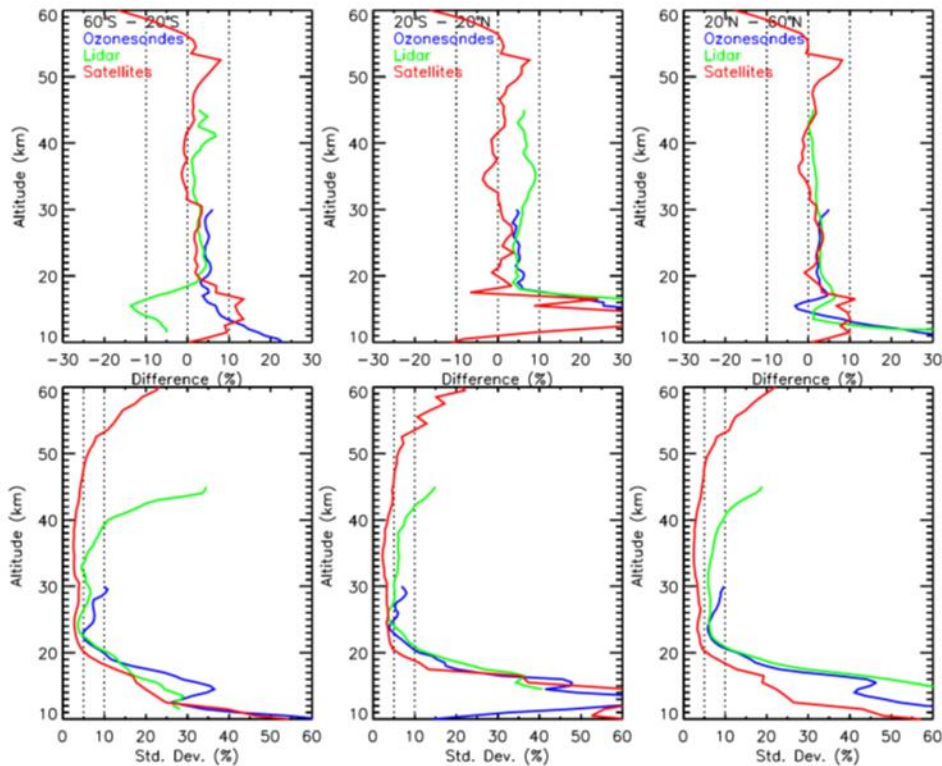 60°S - 20°S
Ozonesondes
Lidar
Satellites
20°S - 20°N
Ozonesondes
Lidar
Satellites
20°N - 60°N
Ozonesondes
Lidar
Satellites
60
50
40
30
20
10
Altitude (km)
60
50
40
30
20
10
Altitude (km)
60
50
40
30
20
10
Altitude (km)
-30 -20 -10 0 10 20 30
-30 -20 -10 0 10 20 30
-30 -20 -10 0 10 20 30
Difference (%)
Difference (%)
Difference (%)
60
50
40
30
20
10
Altitude (km)
60
50
40
30
20
10
Altitude (km)
60
50
40
30
20
10
Altitude (km)
0 10 20 30 40 50 60
0 10 20 30 40 50 60
0 10 20 30 40 50 60
Std. Dev. (%)
Std. Dev. (%)
Std. Dev. (%)